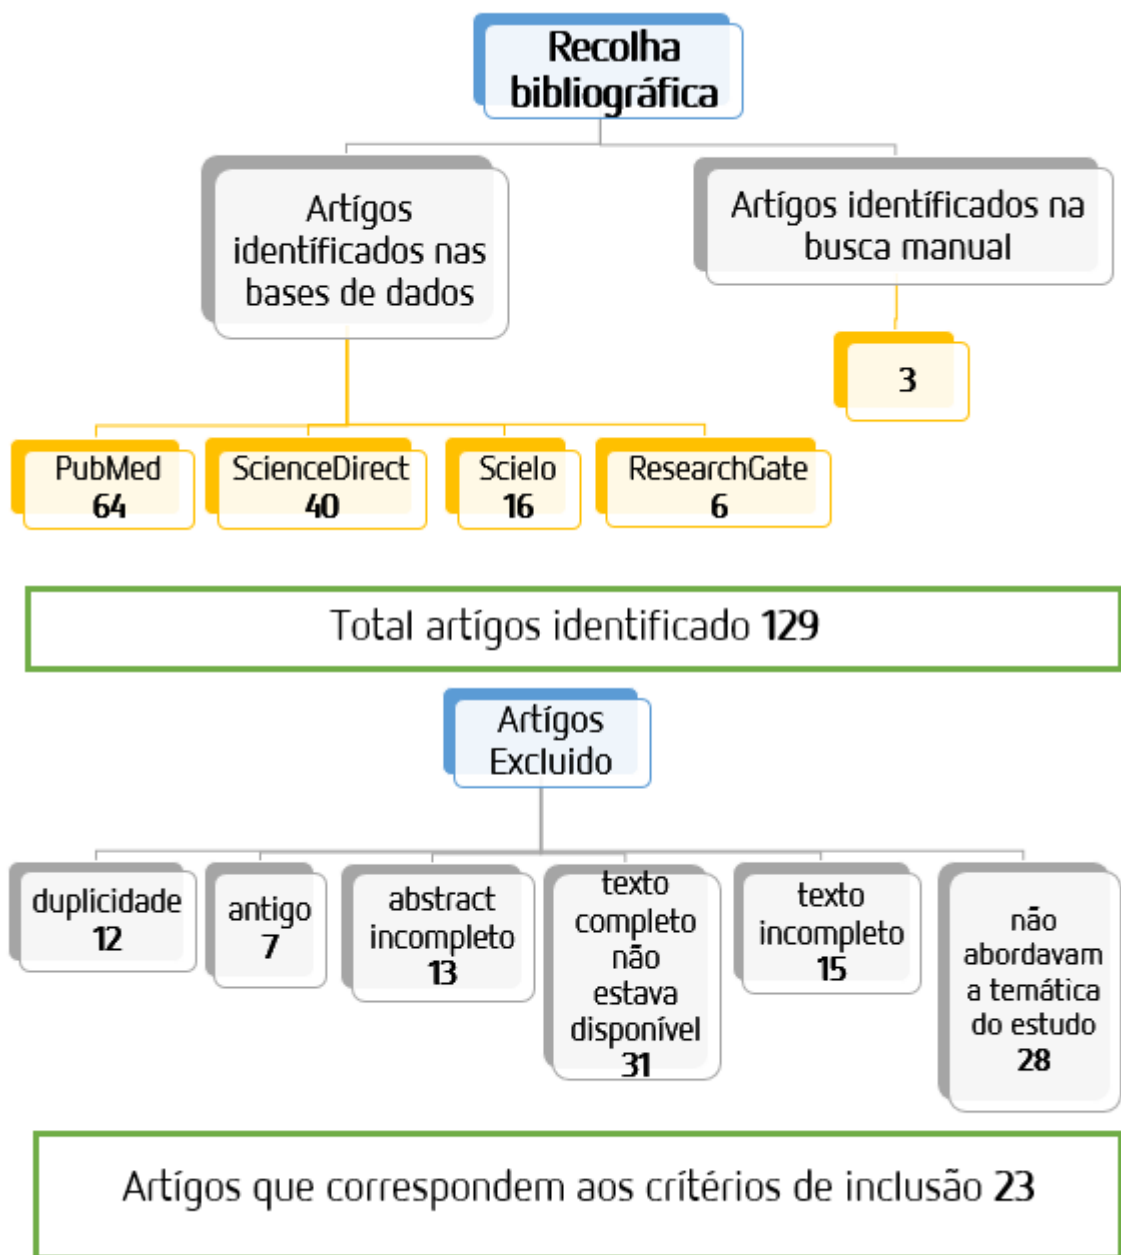 Recolha
bibliográfica
Artígos
identíficados nas
bases de dados
Artígos identíficados na
busca manual
3
PubMed
64
ScienceDirect
40
Scielo
16
ResearchGate
6
Total artígos identificado 129
Artígos
Excluido
duplicidade
12
antigo
7
abstract
incompleto
13
texto
completo
não
estava
disponível
31
texto
incompleto
15
não
abordavam
a temática
do estudo
28
Artígos que correspondem aos crítérios de inclusão 23